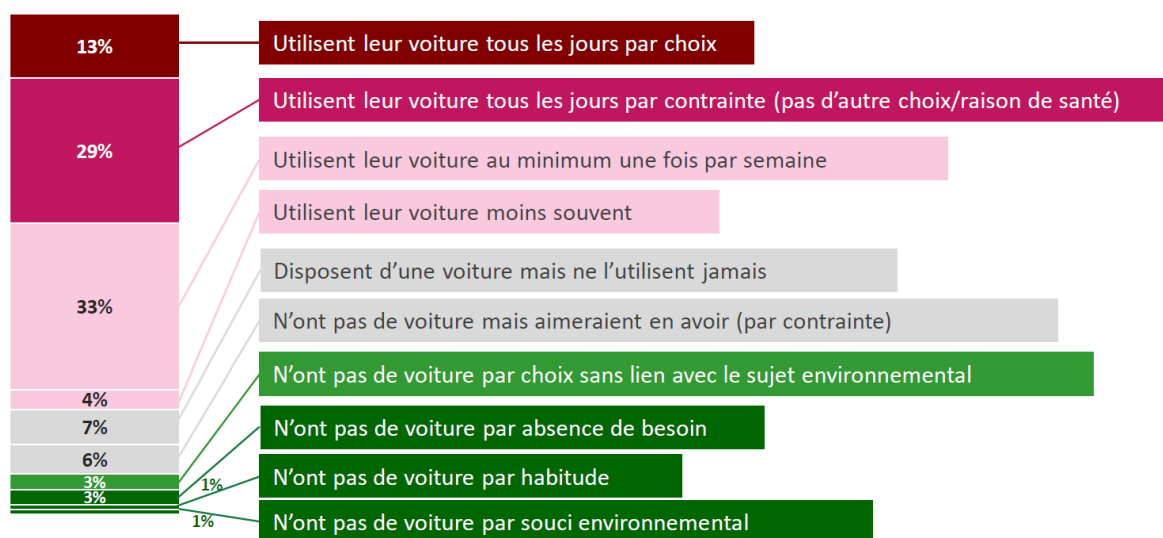 13%
Utilisent leur voiture tous les jours par choix
29%
Utilisent leur voiture tous les jours par contrainte (pas d’autre choix/raison de santé)
33%
Utilisent leur voiture au minimum une fois par semaine
4%
Utilisent leur voiture moins souvent
7%
Disposent d’une voiture mais ne l’utilisent jamais
6%
N’ont pas de voiture mais aimeraient en avoir (par contrainte)
3%
N’ont pas de voiture par choix sans lien avec le sujet environnemental
3%
N’ont pas de voiture par absence de besoin
1%
N’ont pas de voiture par habitude
1%
N’ont pas de voiture par souci environnemental